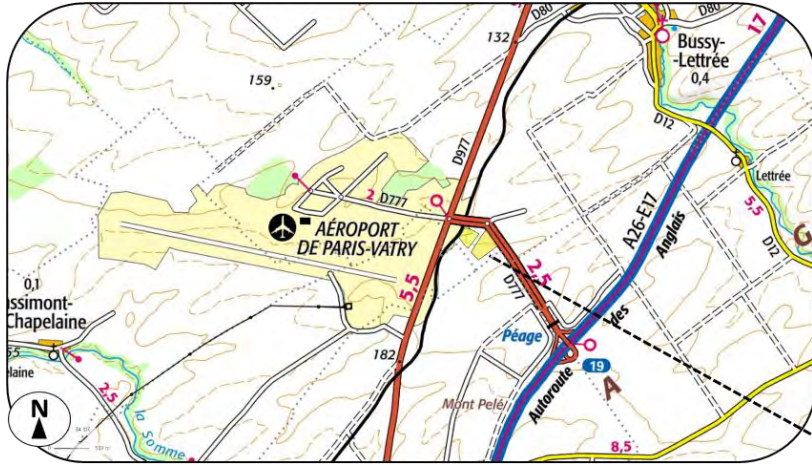 D80
D80
132
Bussy-
-Lettrée
0,4
17
159
D977
D12
Lettrée
5,5
D12
G
2
D777
AÉROPORT
DE PARIS-VATRY
A26-E17
Anglais
des
Autoroute
5,5
2,5
D777
0,1
ssimont-
Chapelaine
elaine
2,5
la Somme
182
Péage
19
A
Mont Pelé
8,5
N